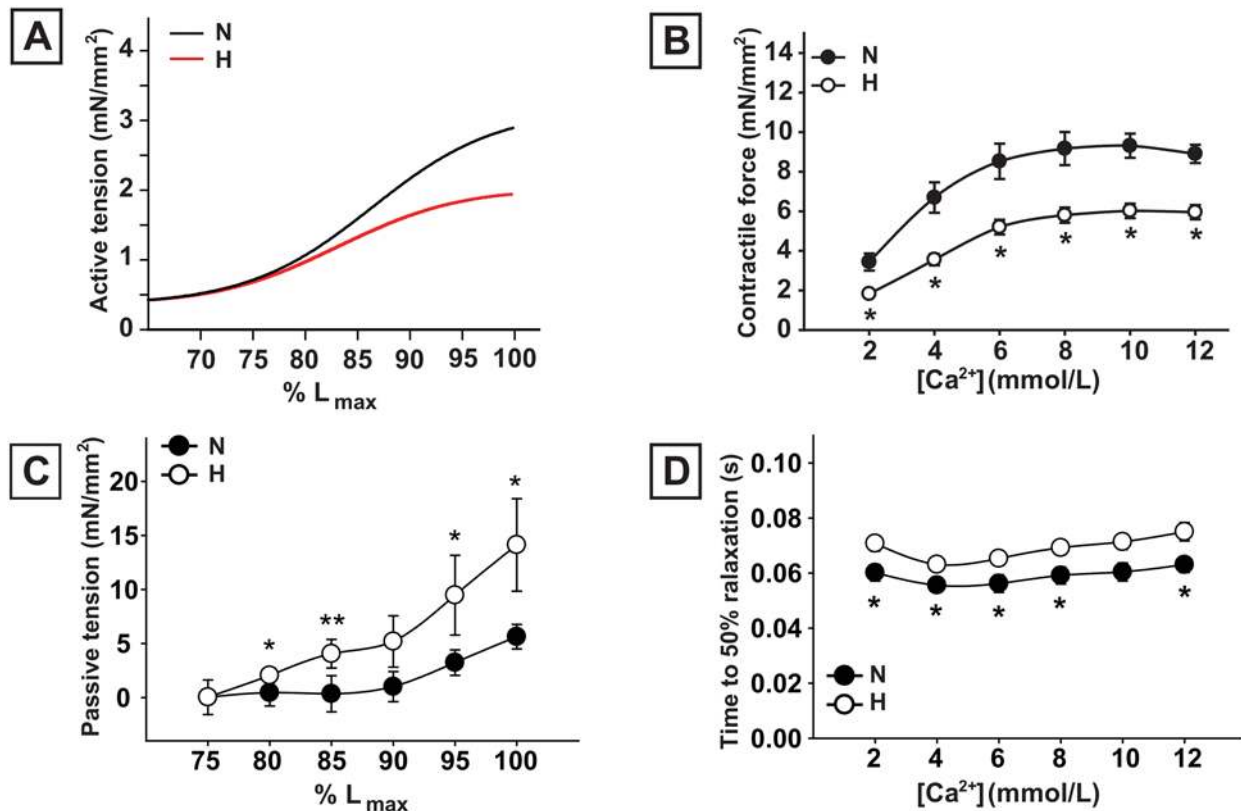 A
N
H
Active tension (mN/mm²)
4
3
2
1
0
70 75 80 85 90 95 100
% Lmax
B
N
H
Contractile force (mN/mm²)
14
12
10
8
6
4
2
0
* * * * * *
2 4 6 8 10 12
[Ca²⁺] (mmol/L)
C
N
H
Passive tension (mN/mm²)
20
15
10
5
0
* ** * *
75 80 85 90 95 100
% Lmax
D
Time to 50% ralaxation (s)
0.10
0.08
0.06
0.04
0.02
0.00
* * * * *
N
H
2 4 6 8 10 12
[Ca²⁺] (mmol/L)